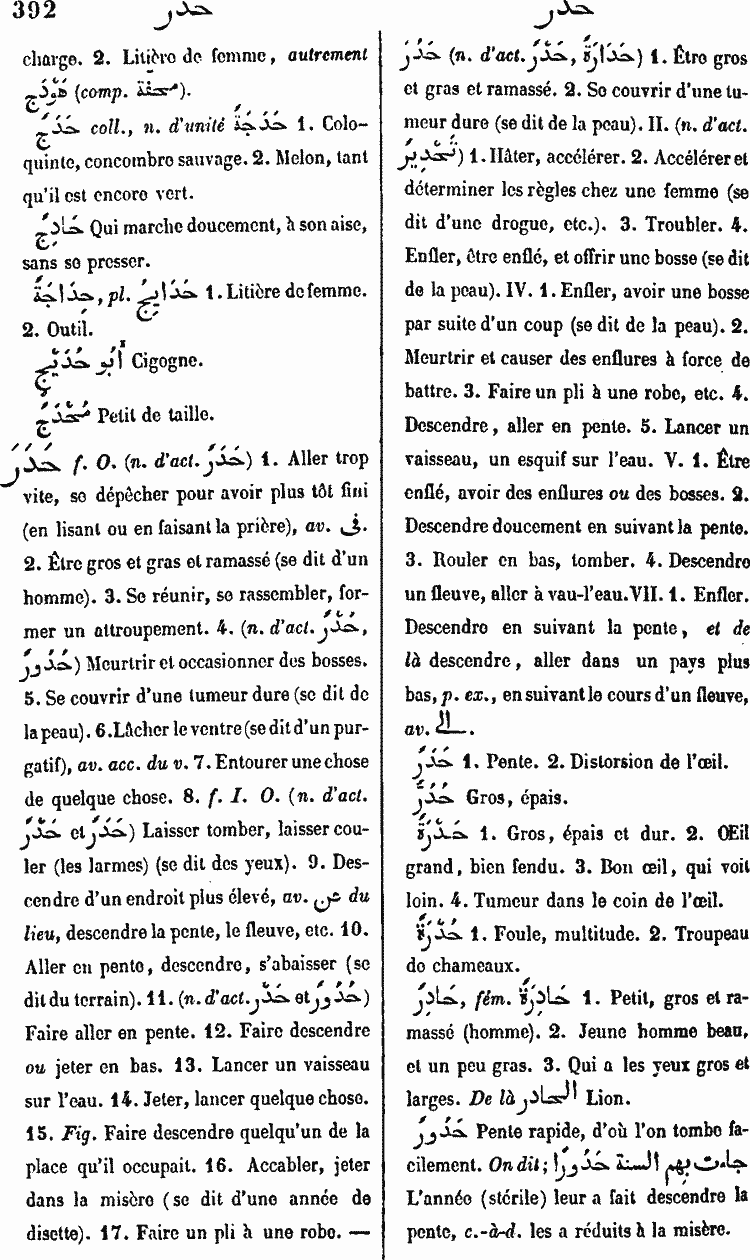 392 حدر حدر
charge. 2. Litière de femme, autrement
هَوْدَج (comp. محفّة).
حَدَجٌ coll., n. d'unité حَدَجَةٌ 1. Colo-
quinte, concombre sauvage. 2. Melon, tant
qu'il est encore vert.
حَادِجٌ Qui marche doucement, à son aise,
sans se presser.
حِدَاجَةٌ, pl. حَدَايِجُ 1. Litière de femme.
2. Outil.
أَبُو حُدَيْجٍ Cigogne.
مُحْدَجٌ Petit de taille.
حَدَرَ f. O. (n. d'act. حَدْرٌ) 1. Aller trop
vite, se dépêcher pour avoir plus tôt fini
(en lisant ou en faisant la prière), av. فى.
2. Être gros et gras et ramassé (se dit d'un
homme). 3. Se réunir, se rassembler, for-
mer un attroupement. 4. (n. d'act. حَدْرٌ,
حُدُورٌ) Meurtrir et occasionner des bosses.
5. Se couvrir d'une tumeur dure (se dit de
la peau). 6. Lâcher le ventre (se dit d'un pur-
gatif), av. acc. du v. 7. Entourer une chose
de quelque chose. 8. f. I. O. (n. d'act.
حَدْرٌ et حَدُرٌ) Laisser tomber, laisser cou-
ler (les larmes) (se dit des yeux). 9. Des-
cendre d'un endroit plus élevé, av. عن du
lieu, descendre la pente, le fleuve, etc. 10.
Aller en pente, descendre, s'abaisser (se
dit du terrain). 11. (n. d'act. حَدْرٌ et حُدُورٌ)
Faire aller en pente. 12. Faire descendre
ou jeter en bas. 13. Lancer un vaisseau
sur l'eau. 14. Jeter, lancer quelque chose.
15. Fig. Faire descendre quelqu'un de la
place qu'il occupait. 16. Accabler, jeter
dans la misère (se dit d'une année de
disette). 17. Faire un pli à une robe. —
حَدُرَ (n. d'act. حَدْرٌ, حَدَارَةٌ) 1. Être gros
et gras et ramassé. 2. Se couvrir d'une tu-
meur dure (se dit de la peau). II. (n. d'act.
تَحْدِيرٌ) 1. Hâter, accélérer. 2. Accélérer et
déterminer les règles chez une femme (se
dit d'une drogue, etc.). 3. Troubler. 4.
Enfler, être enflé, et offrir une bosse (se dit
de la peau). IV. 1. Enfler, avoir une bosse
par suite d'un coup (se dit de la peau). 2.
Meurtrir et causer des enflures à force de
battre. 3. Faire un pli à une robe, etc. 4.
Descendre, aller en pente. 5. Lancer un
vaisseau, un esquif sur l'eau. V. 1. Être
enflé, avoir des enflures ou des bosses. 2.
Descendre doucement en suivant la pente.
3. Rouler en bas, tomber. 4. Descendre
un fleuve, aller à vau-l'eau. VII. 1. Enfler.
Descendre en suivant la pente, et de
là descendre, aller dans un pays plus
bas, p. ex., en suivant le cours d'un fleuve,
av. الى.
حَدَرٌ 1. Pente. 2. Distorsion de l'œil.
حُدُرٌّ Gros, épais.
حَدْرَةٌ 1. Gros, épais et dur. 2. Œil
grand, bien fendu. 3. Bon œil, qui voit
loin. 4. Tumeur dans le coin de l'œil.
حُدْرَةٌ 1. Foule, multitude. 2. Troupeau
de chameaux.
حَادِرٌ, fém. حَادِرَةٌ 1. Petit, gros et ra-
massé (homme). 2. Jeune homme beau,
et un peu gras. 3. Qui a les yeux gros et
larges. De là الحادر Lion.
حَدُورٌ Pente rapide, d'où l'on tombe fa-
cilement. On dit; جاءت بهم السنة حَدُورًا
L'année (stérile) leur a fait descendre la
pente, c.-à-d. les a réduits à la misère.